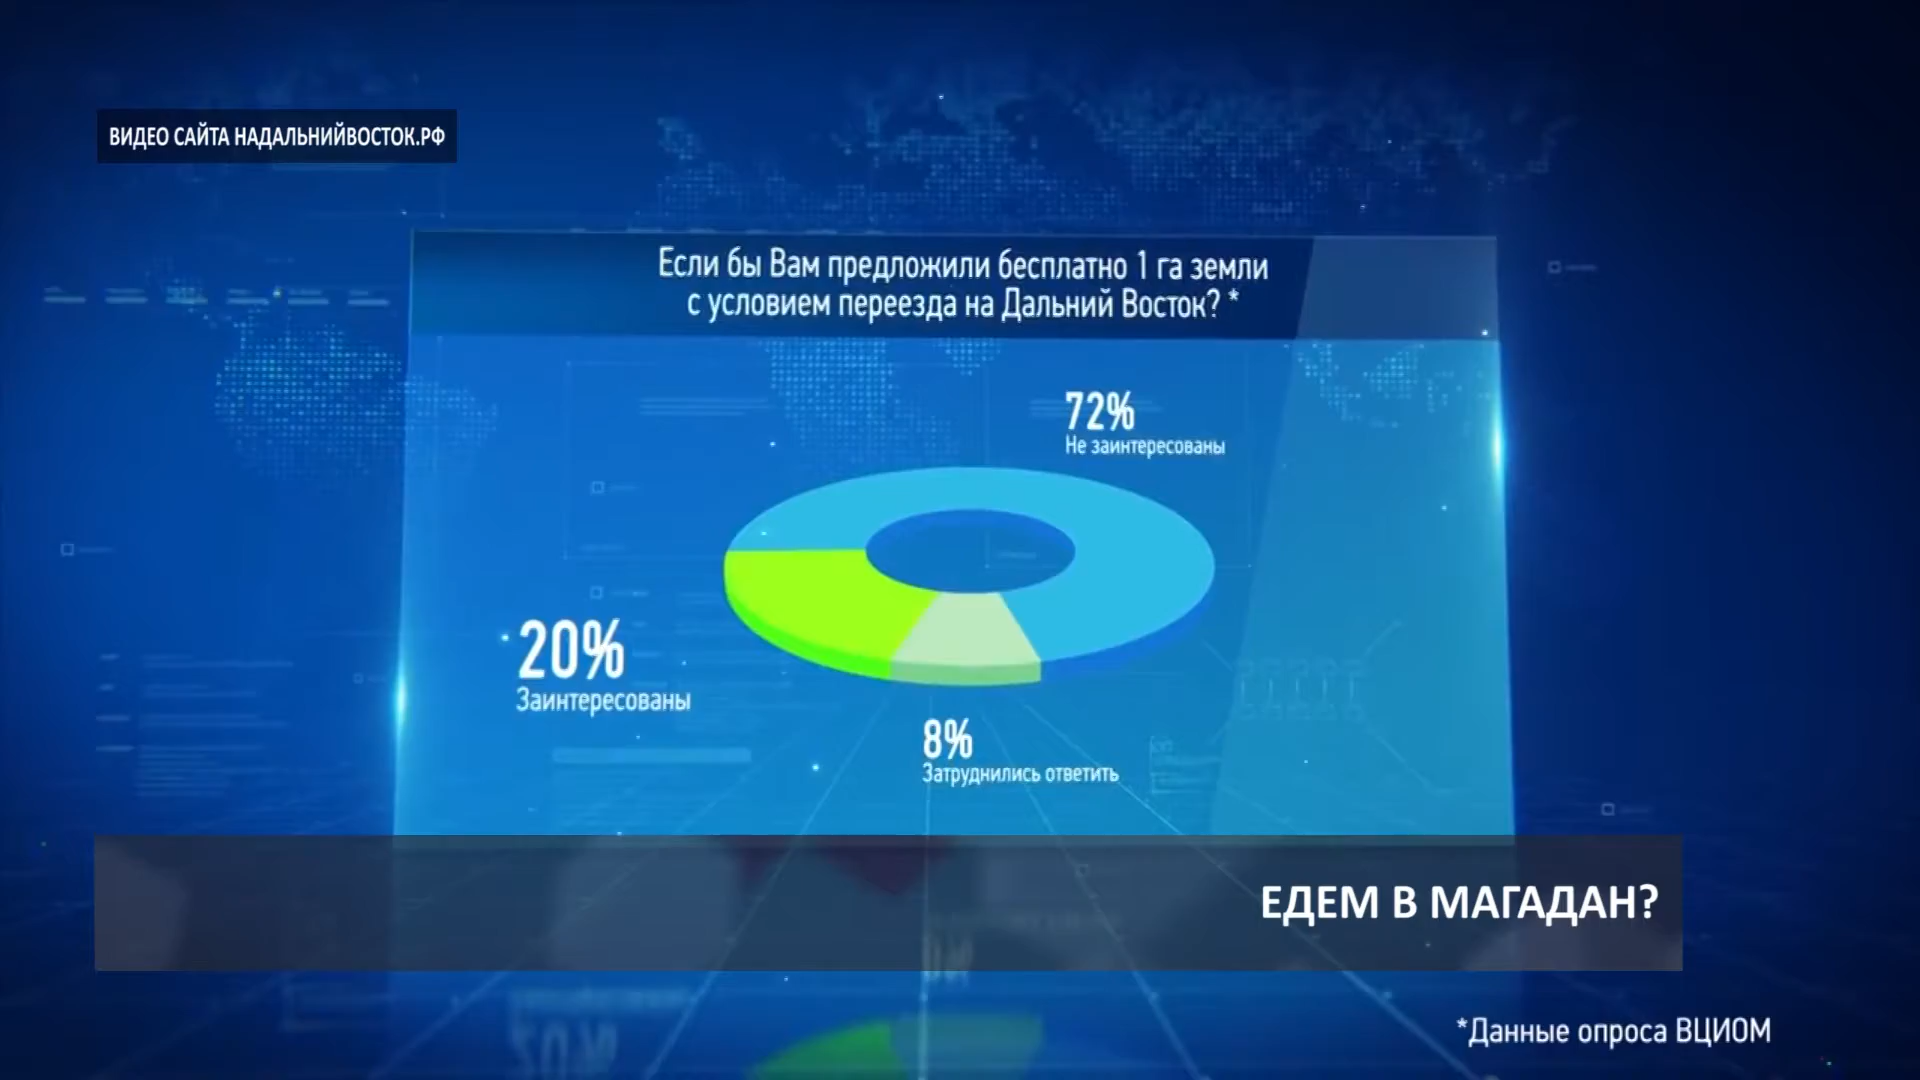 ВИДЕО САЙТА НАДАЛЬНИЙВОСТОК.РФ
Если бы Вам предложили бесплатно 1 га земли
с условием переезда на Дальний Восток? *
72%
Не заинтересованы
20%
Заинтересованы
8%
Затруднились ответить
ЕДЕМ В МАГАДАН?
*Данные опроса ВЦИОМ